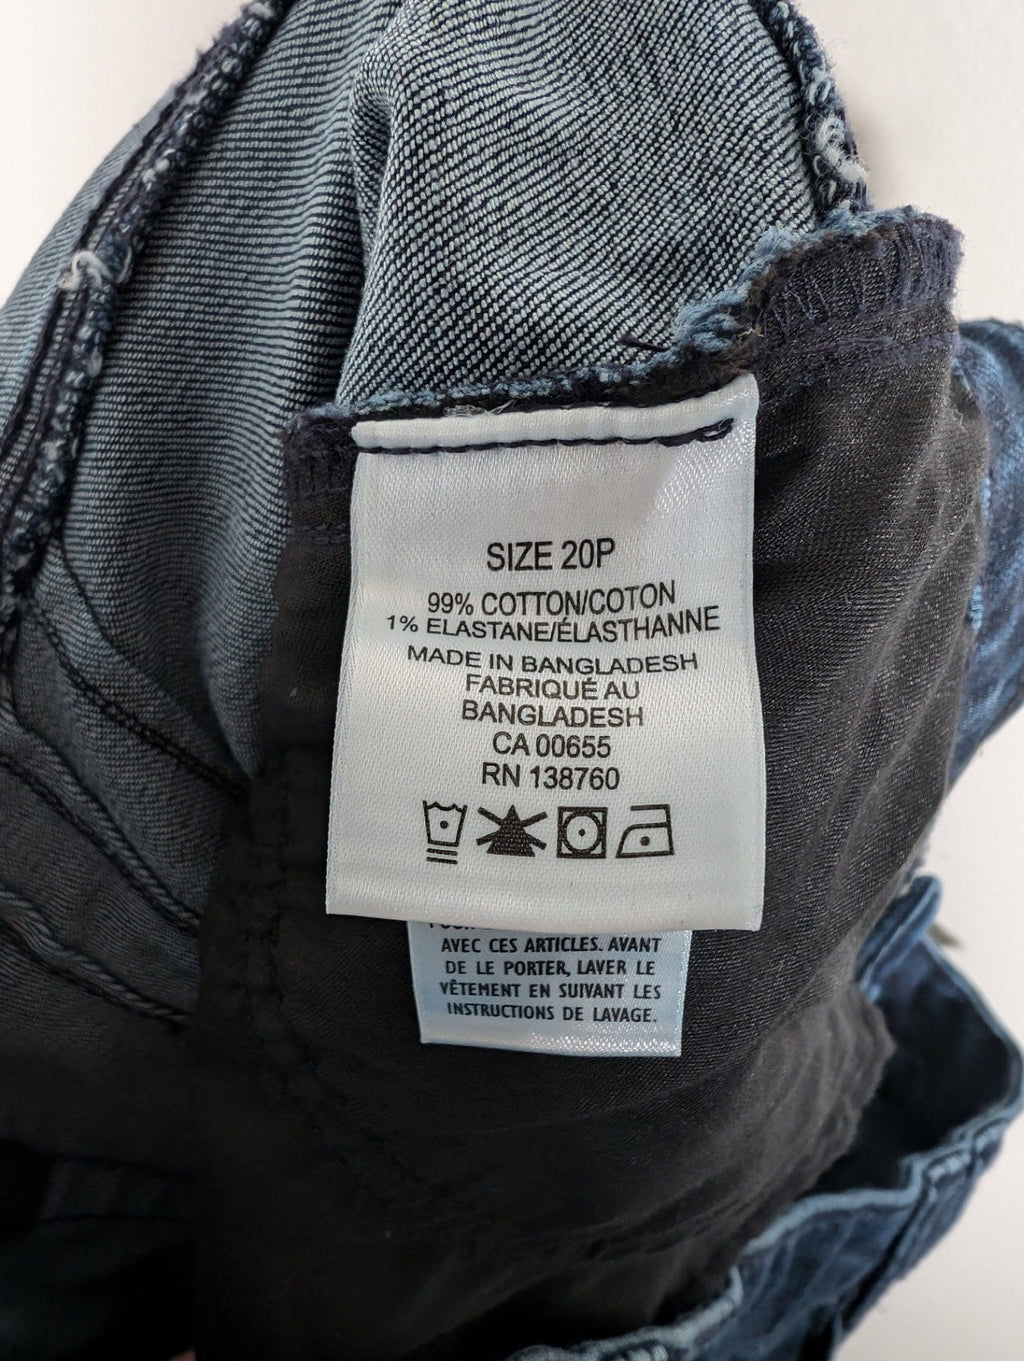 SIZE 20P
99% COTTON/COTON
1% ELASTANE/ÉLASTHANNE
MADE IN BANGLADESH
FABRIQUÉ AU
BANGLADESH
CA 00655
RN 138760
AVEC CES ARTICLES. AVANT
DE LE PORTER, LAVER LE
VÊTEMENT EN SUIVANT LES
INSTRUCTIONS DE LAVAGE.